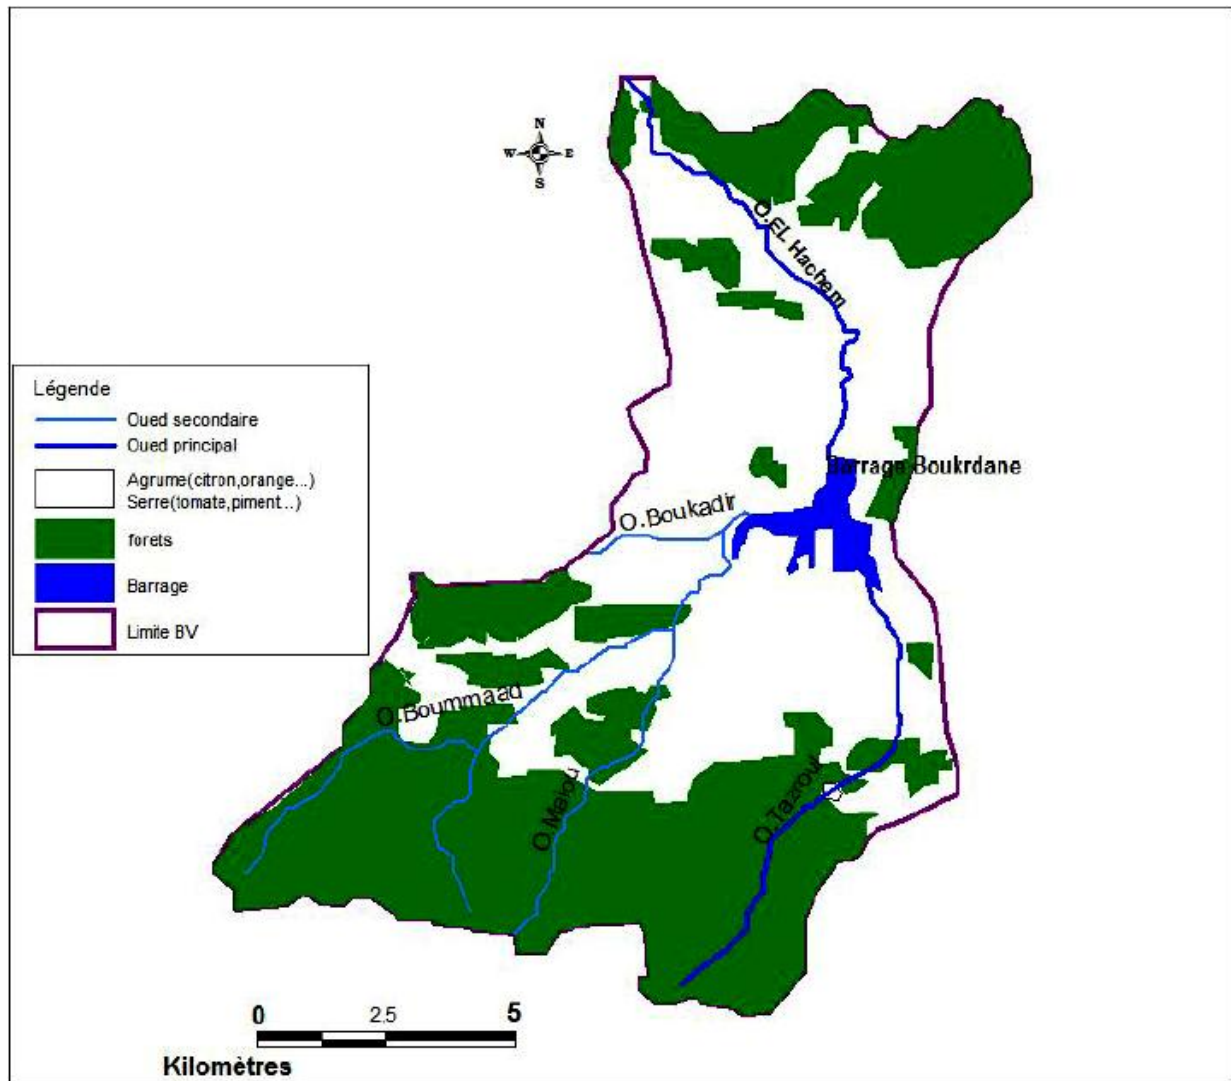 N
W E
S
O.EL Hachem
Légende
Oued secondaire
Oued principal
Agrume(citron,orange...)
Serre(tomate,piment...)
forets
Barrage
Limite BV
Barrage Boukrdane
O.Boukadir
O.Boummaad
O.Malou
O.Tazrout
0 2.5 5
Kilomètres